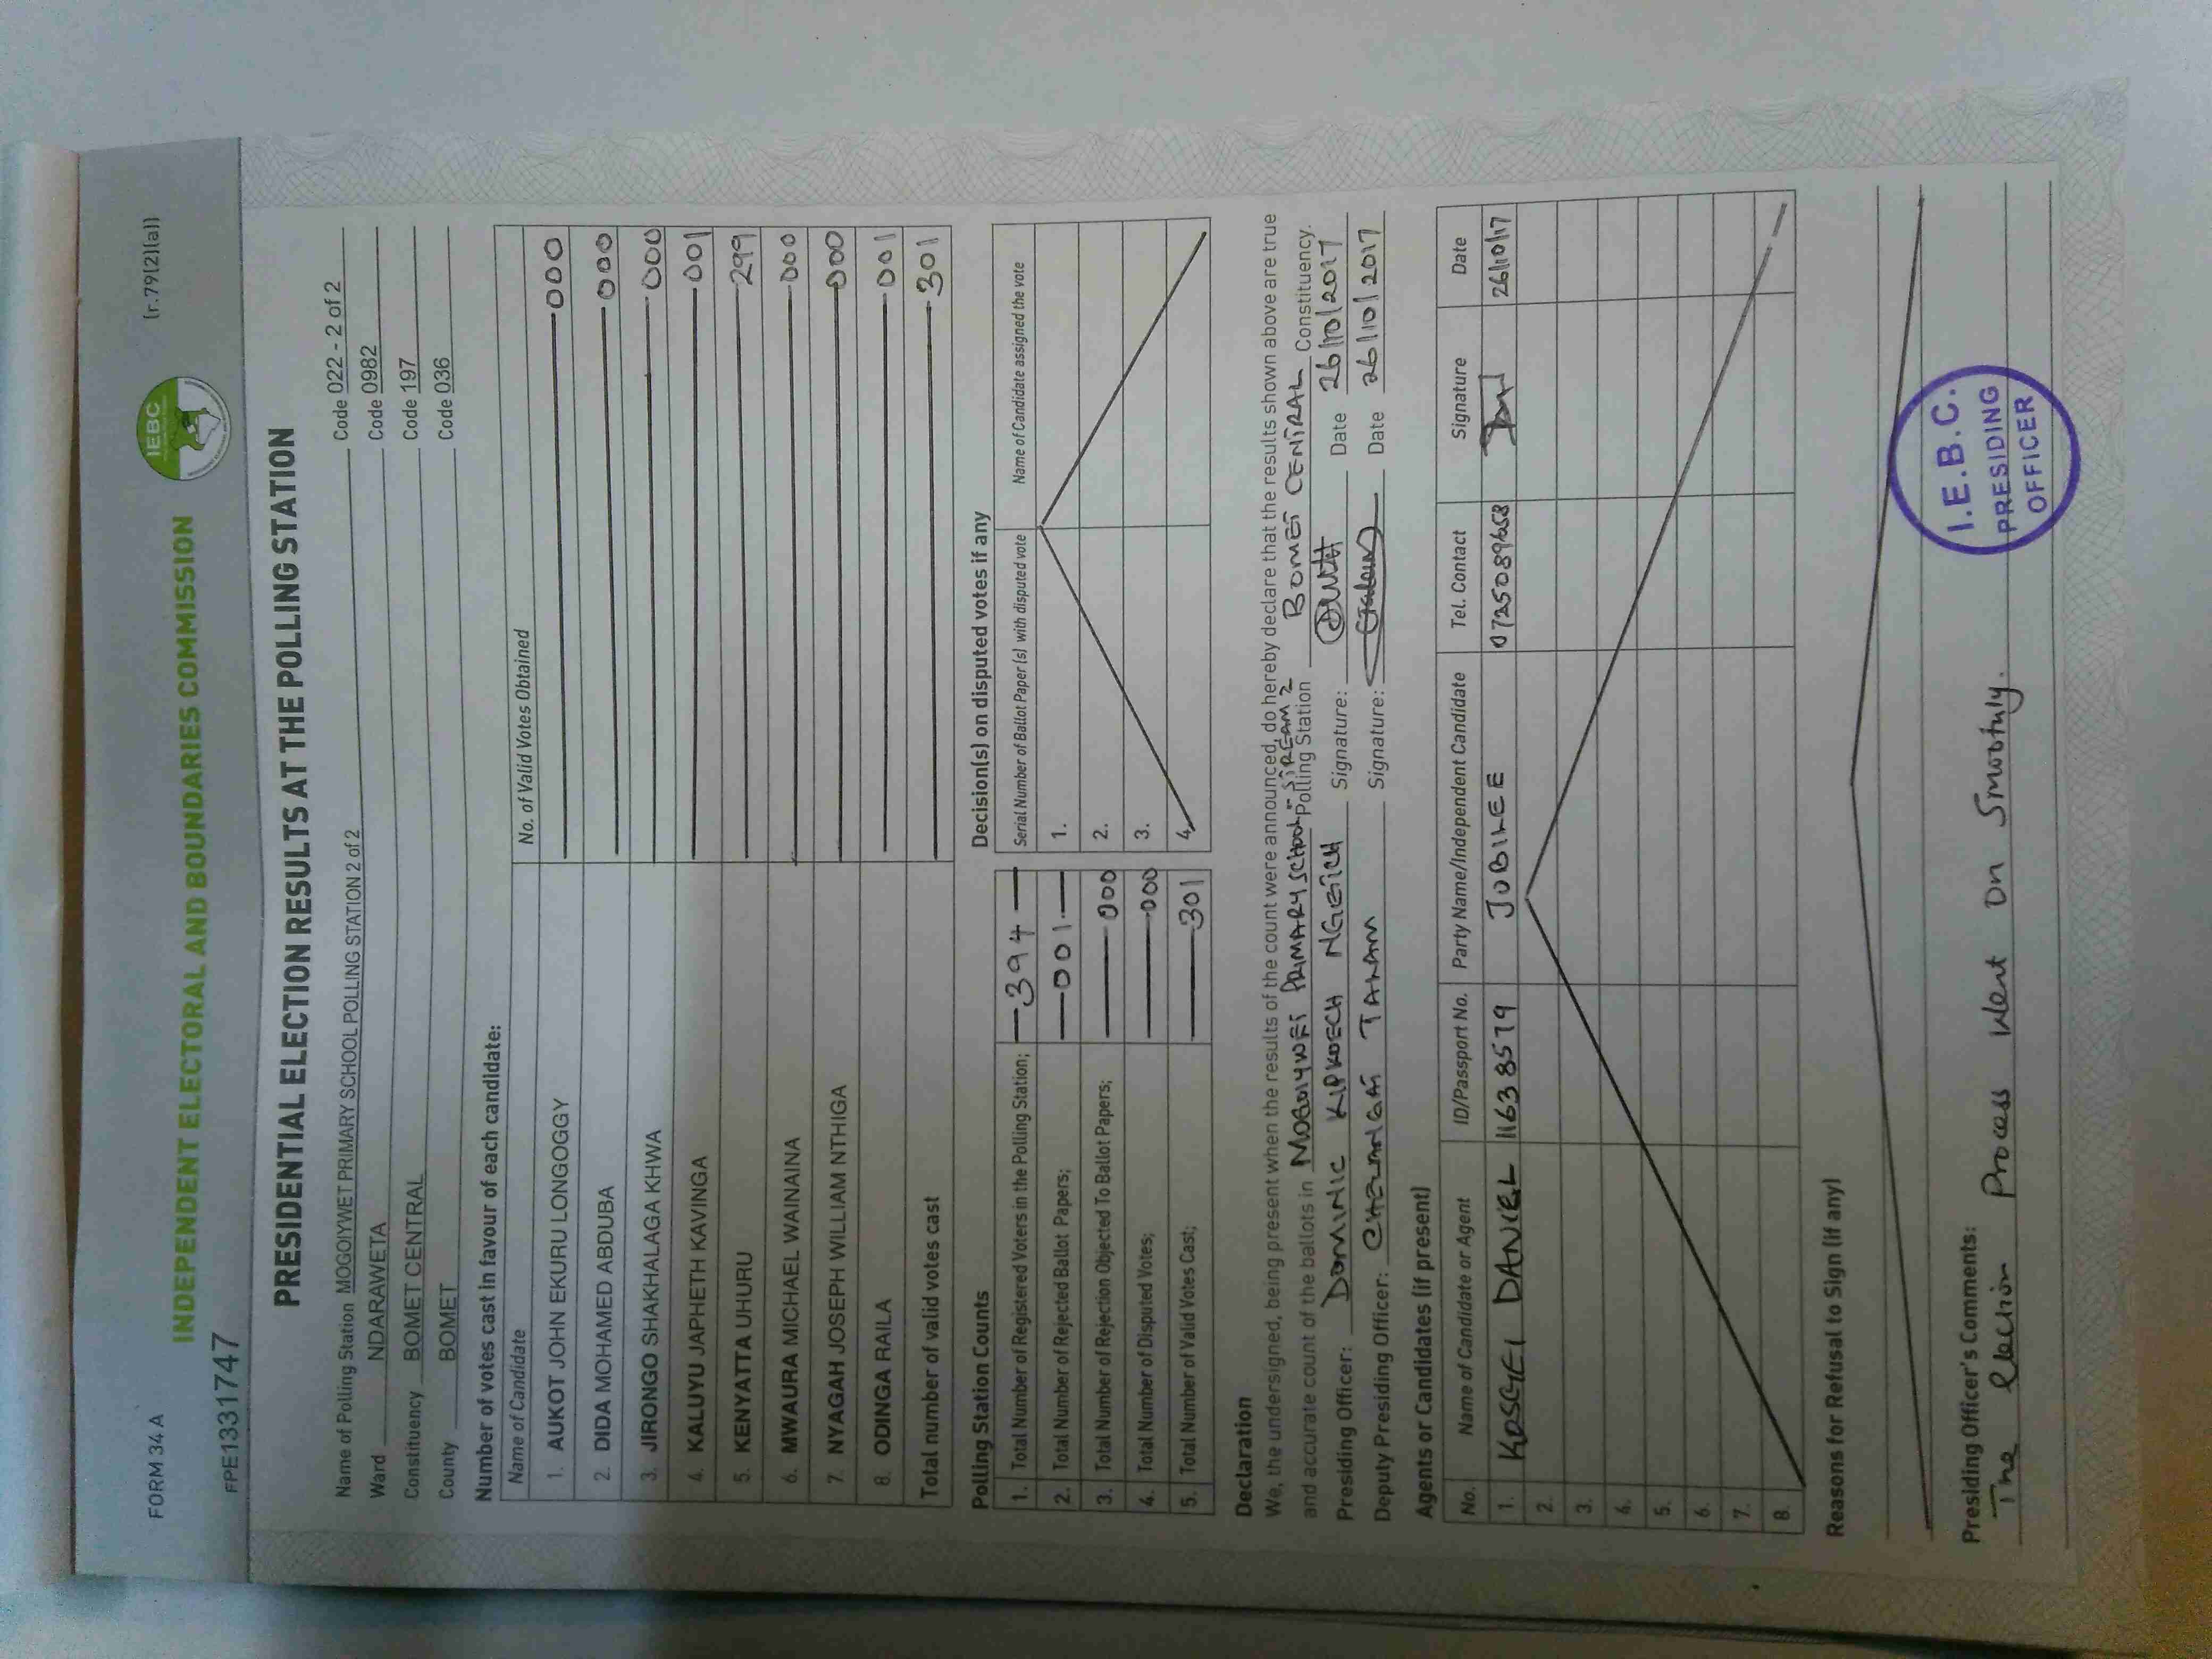 FORM 34 A
(r.79(2)(a))
IEBC
INDEPENDENT ELECTORAL AND BOUNDARIES COMMISSION
FPE1331747
PRESIDENTIAL ELECTION RESULTS AT THE POLLING STATION
Name of Polling Station MOGOIYWET PRIMARY SCHOOL POLLING STATION 2 of 2 Code 022 - 2 of 2
Ward NDARAWETA Code 0982
Constituency BOMET CENTRAL Code 197
County BOMET Code 036
Number of votes cast in favour of each candidate:
Name of Candidate No. of Valid Votes Obtained
1. AUKOT JOHN EKURU LONGOGGY 000
2. DIDA MOHAMED ABDUBA 000
3. JIRONGO SHAKHALAGA KHWA 000
4. KALUYU JAPHETH KAVINGA 001
5. KENYATTA UHURU 299
6. MWAURA MICHAEL WAINAINA 000
7. NYAGAH JOSEPH WILLIAM NTHIGA 000
8. ODINGA RAILA 001
Total number of valid votes cast 301
Polling Station Counts
1. Total Number of Registered Voters in the Polling Station; 394
2. Total Number of Rejected Ballot Papers; 001
3. Total Number of Rejection Objected To Ballot Papers; 000
4. Total Number of Disputed Votes; 000
5. Total Number of Valid Votes Cast; 301
Decision(s) on disputed votes if any
Serial Number of Ballot Paper(s) with disputed vote Name of Candidate assigned the vote
1.
2.
3.
4.
Declaration
We, the undersigned, being present when the results of the count were announced, do hereby declare that the results shown above are true
and accurate count of the ballots in MOGOIYWET PRIMARY SCHOOL - STREAM 2 Polling Station BOMET CENTRAL Constituency.
Presiding Officer: DOMINIC KIPKOECH NGETICH Signature: Date 26/10/2017
Deputy Presiding Officer: Signature: Date 26/10/2017
Agents or Candidates (if present)
No. Name of Candidate or Agent ID/Passport No. Party Name/Independent Candidate Tel. Contact Signature Date
1. KOSGEI DANIEL 11638579 JUBILEE 26/10/17
2.
3.
4.
5.
6.
7.
8.
Reasons for Refusal to Sign (if any)
Presiding Officer's Comments:
The Election Process Went On Smoothly.
I.E.B.C.
PRESIDING
OFFICER